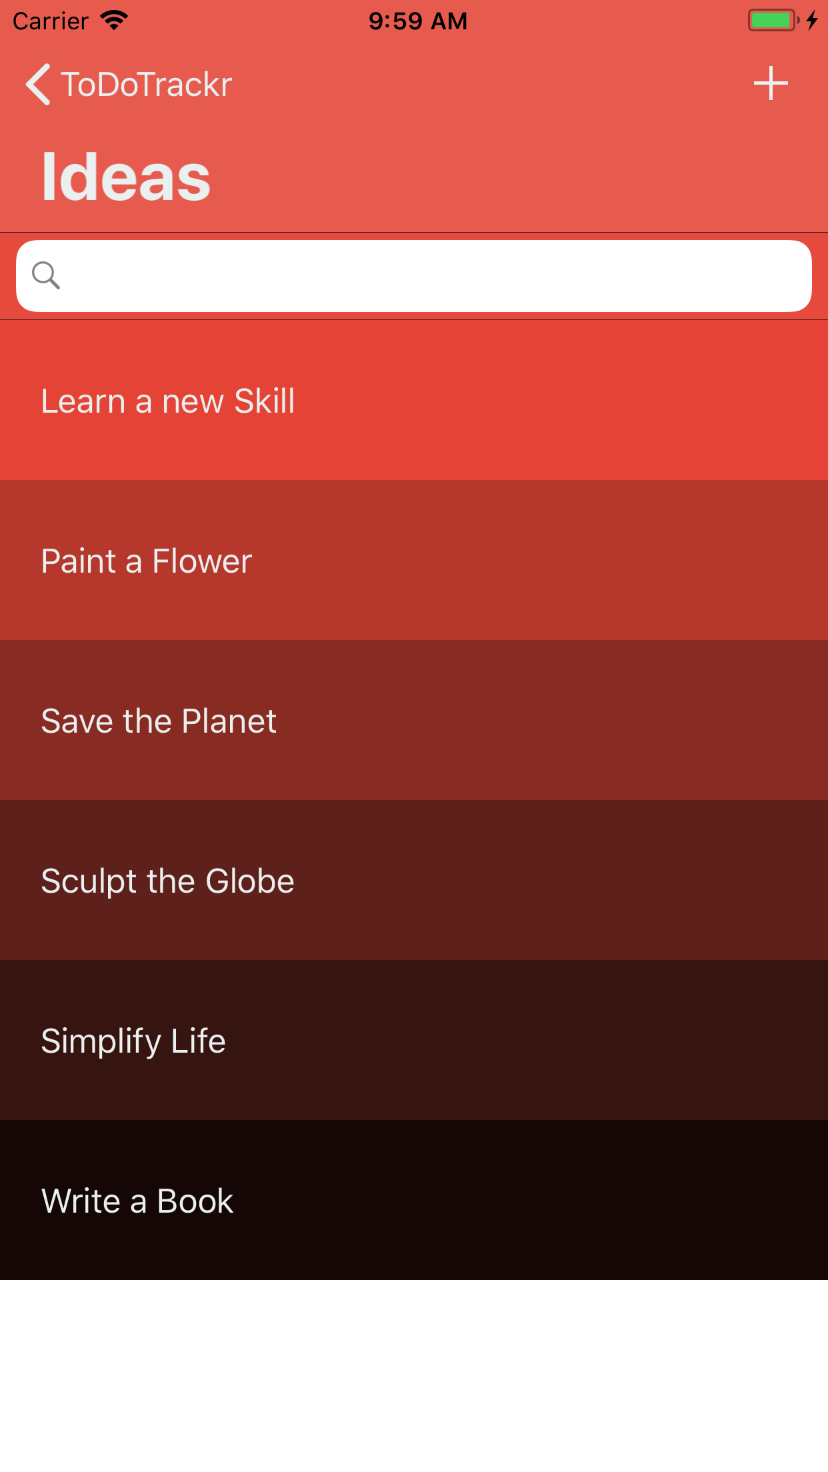 Carrier 9:59 AM
ToDoTrackr
Ideas
Learn a new Skill
Paint a Flower
Save the Planet
Sculpt the Globe
Simplify Life
Write a Book